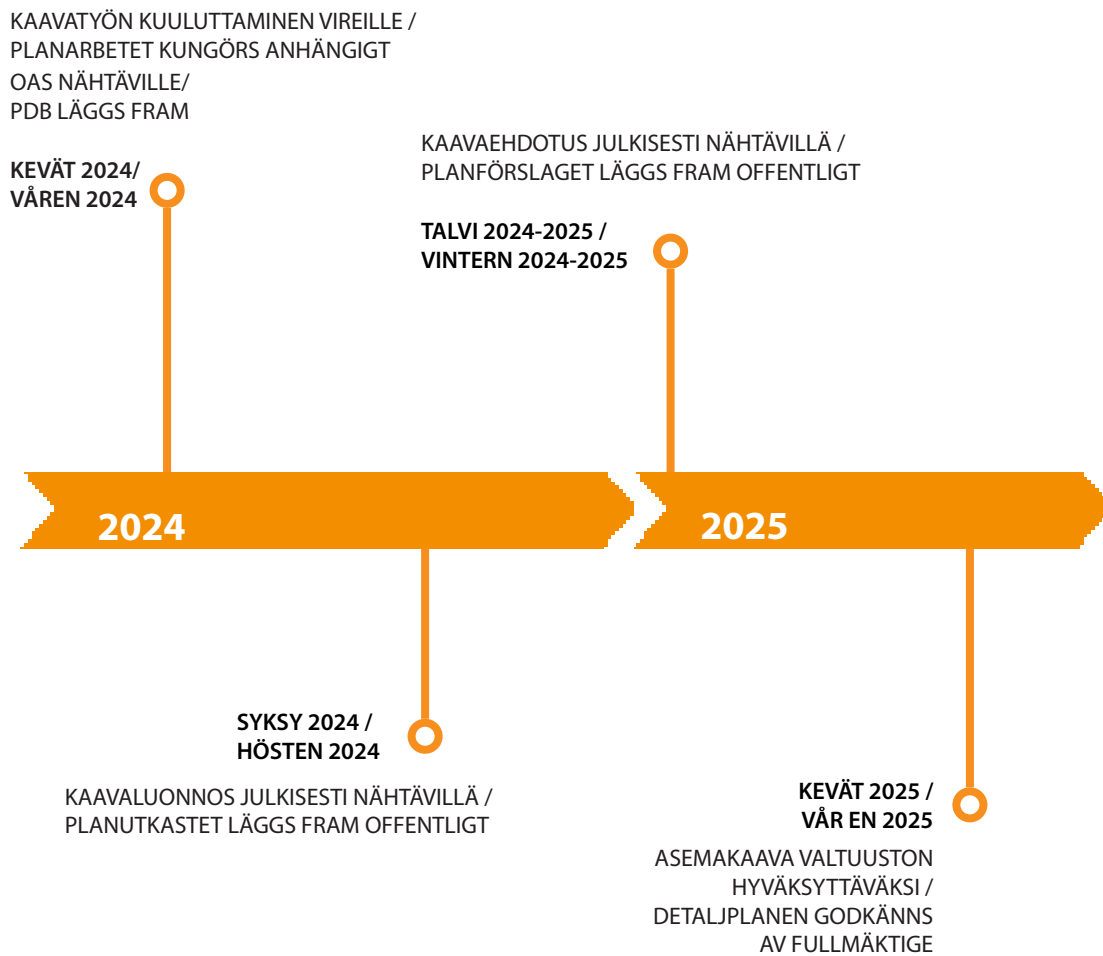 KAAVATYÖN KUULUTTAMINEN VIREILLE /
PLANARBETET KUNGÖRS ANHÄNGIGT
OAS NÄHTÄVILLE/
PDB LÄGGS FRAM
KEVÄT 2024/
VÅREN 2024
KAAVAEHDOTUS JULKISESTI NÄHTÄVILLÄ /
PLANFÖRSLAGET LÄGGS FRAM OFFENTLIGT
TALVI 2024-2025 /
VINTERN 2024-2025
2024
2025
SYKSY 2024 /
HÖSTEN 2024
KAAVALUONNOS JULKISESTI NÄHTÄVILLÄ /
PLANUTKASTET LÄGGS FRAM OFFENTLIGT
KEVÄT 2025 /
VÅR EN 2025
ASEMAKAAVA VALTUUSTON
HYVÄKSYTTÄVÄKSI /
DETALJPLANEN GODKÄNNS
AV FULLMÄKTIGE